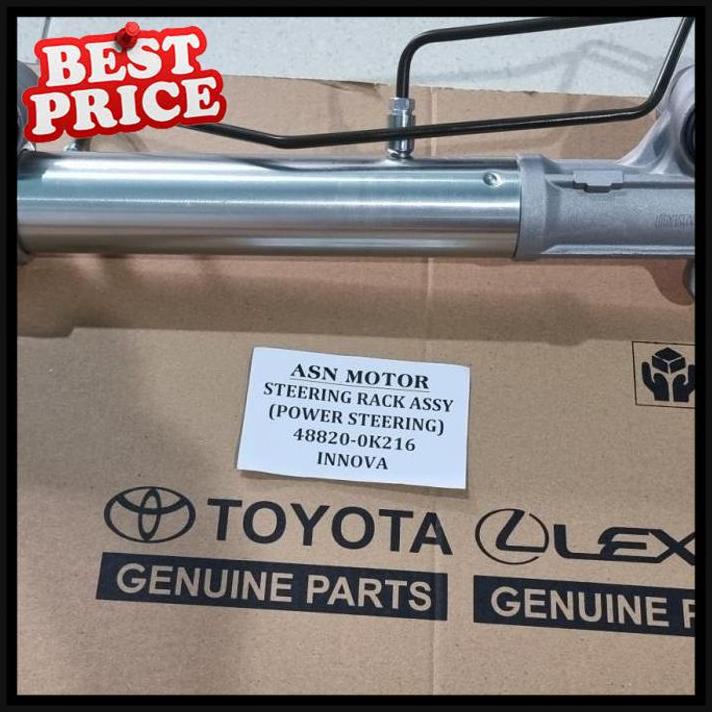 BEST
PRICE
ASN MOTOR
STEERING RACK ASSY
(POWER STEERING)
48820-0K216
INNOVA
TOYOTA
GENUINE PARTS
GENUINE